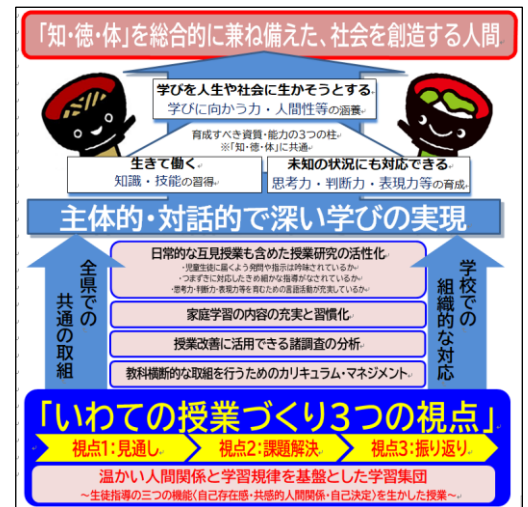 「知・徳・体」を総合的に兼ね備えた、社会を創造する人間
学びを人生や社会に生かそうとする
学びに向かう力・人間性等の涵養
育成すべき資質・能力の3つの柱
※「知・徳・体」に共通
生きて働く
知識・技能の習得
未知の状況にも対応できる
思考力・判断力・表現力等の育成
主体的・対話的で深い学びの実現
全県での
共通の取組
日常的な互見授業も含めた授業研究の活性化
・児童生徒に届くよう発問や指示は吟味されているか
・つまずきに対応したきめ細かな指導がなされているか
・思考力・判断力・表現力等を育むための言語活動が充実しているか
家庭学習の内容の充実と習慣化
授業改善に活用できる諸調査の分析
教科横断的な取組を行うためのカリキュラム・マネジメント
学校での
組織的な対応
「いわての授業づくり3つの視点」
視点1：見通し
視点2：課題解決
視点3：振り返り
温かい人間関係と学習規律を基盤とした学習集団
～生徒指導の三つの機能〈自己存在感・共感的人間関係・自己決定〉を生かした授業～